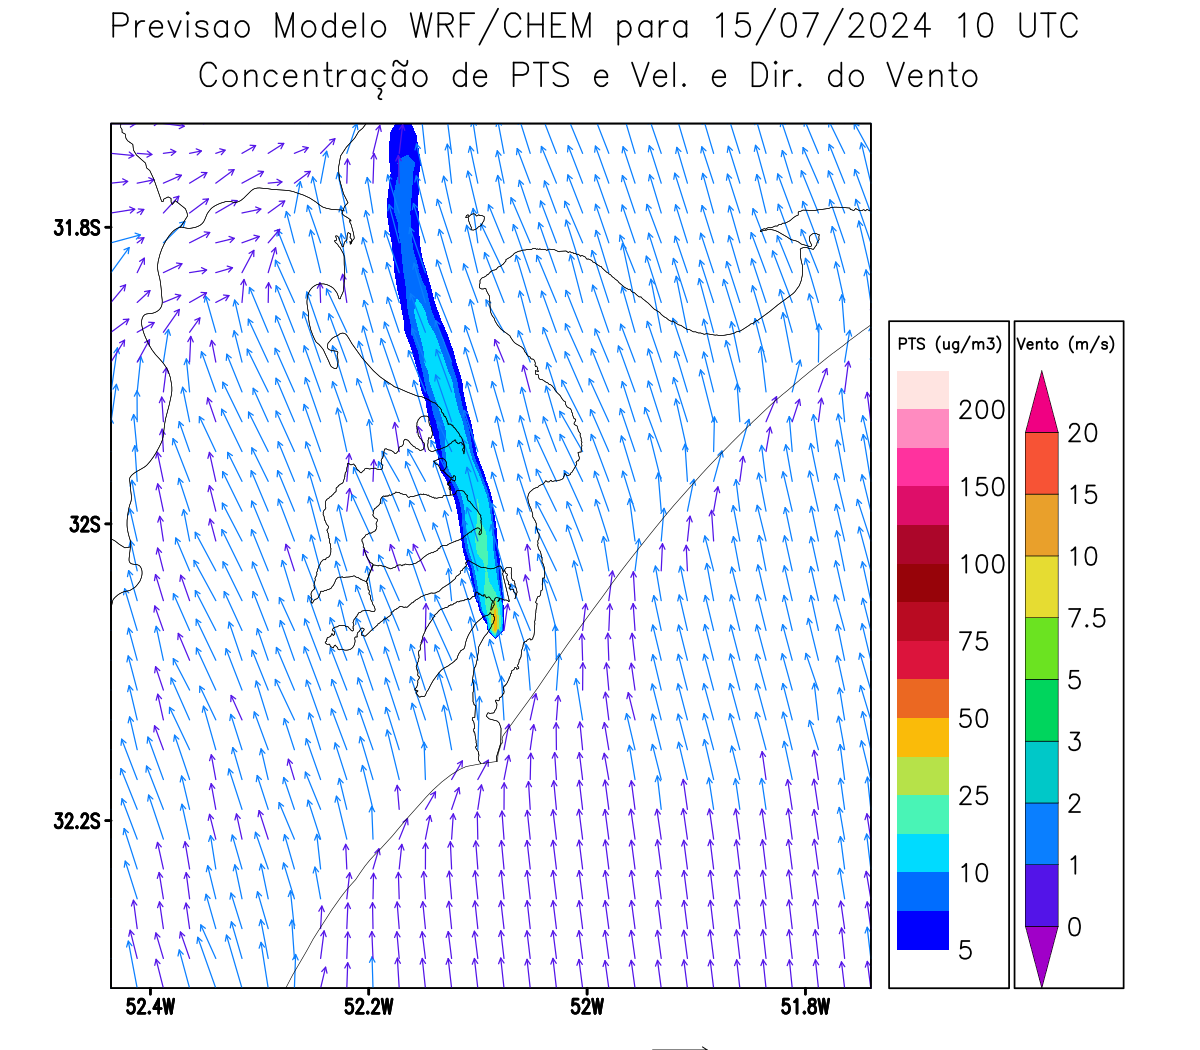 Previsao Modelo WRF/CHEM para 15/07/2024 10 UTC
Concentração de PTS e Vel. e Dir. do Vento
31.8S
32S
32.2S
52.4W 52.2W 52W 51.8W
PTS (ug/m3)
200
150
100
75
50
25
10
5
Vento (m/s)
20
15
10
7.5
5
3
2
1
0